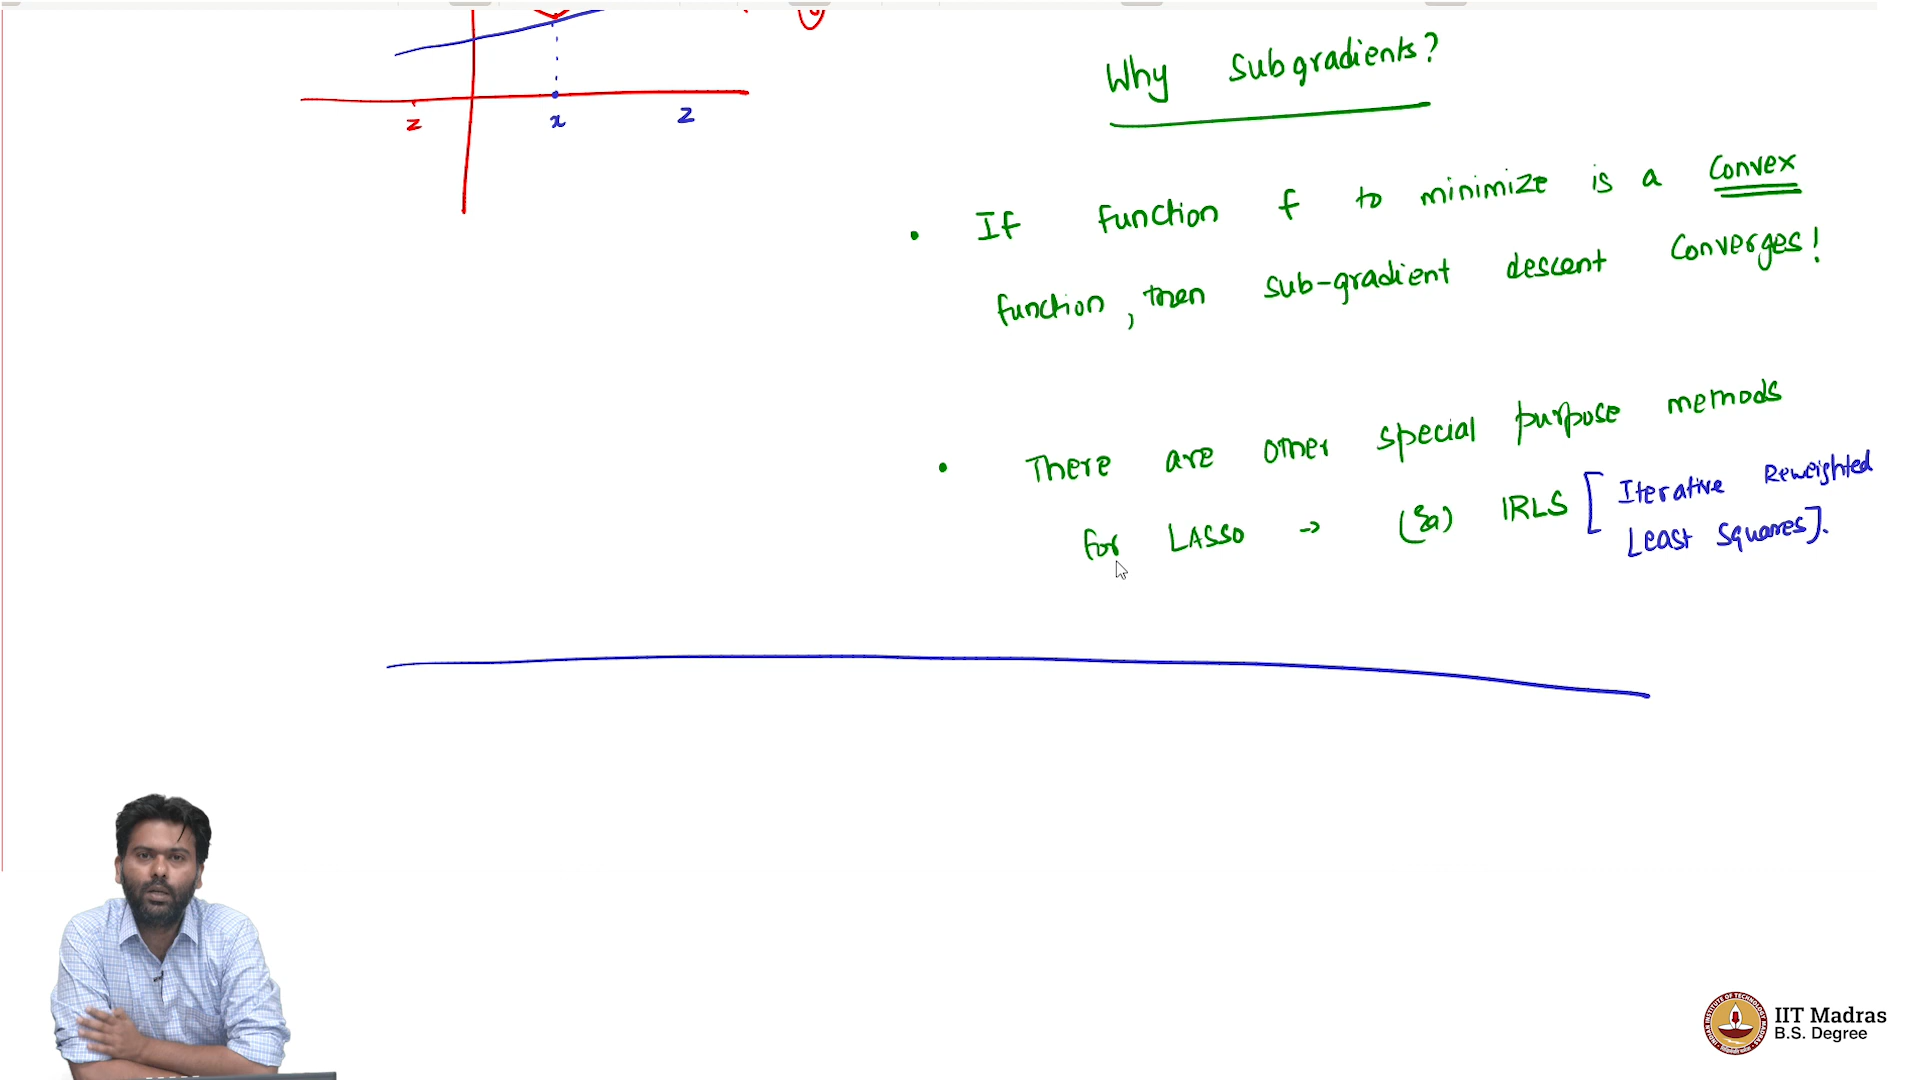 Why Subgradients?
z x z
• If function f to minimize is a Convex
function, then sub-gradient descent converges!
• There are other special purpose methods
for LASSO → IRLS [Iterative Reweighted
Least Squares].
IIT Madras
B.S. Degree